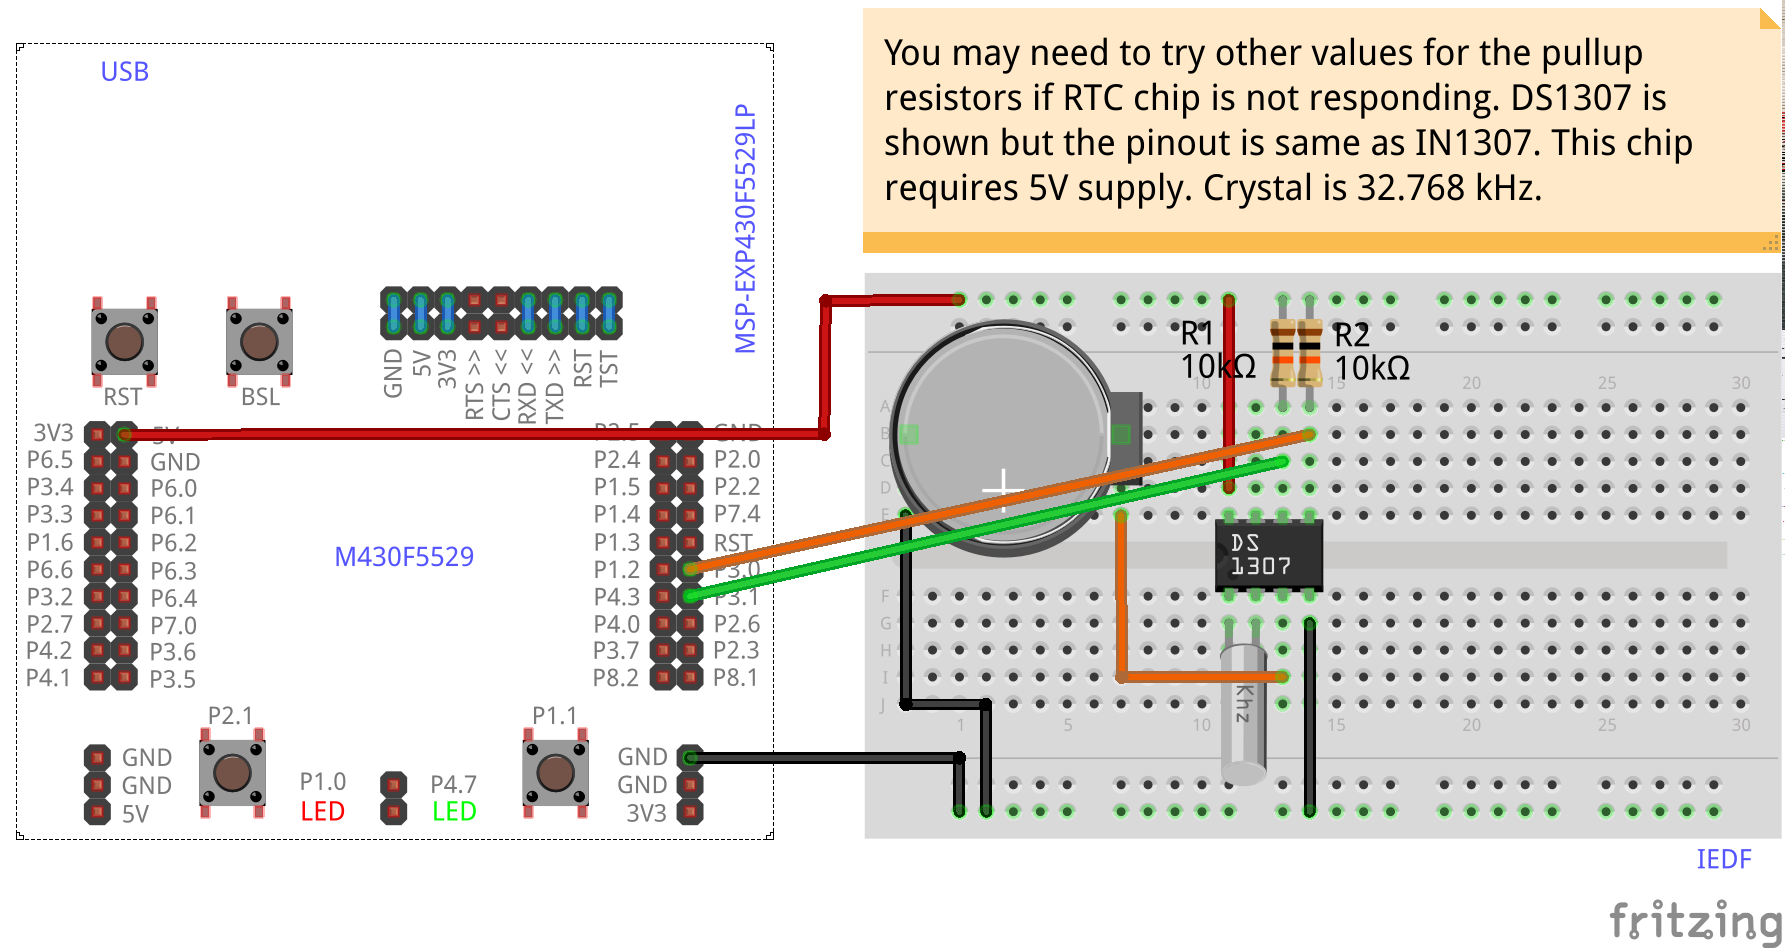 You may need to try other values for the pullup
resistors if RTC chip is not responding. DS1307 is
shown but the pinout is same as IN1307. This chip
requires 5V supply. Crystal is 32.768 kHz.
USB
MSP-EXP430F5529LP
GND 5V 3V3 RTS >> CTS << RXD << TXD >> RST TST
RST BSL
3V3 5V P2.5 GND
P6.5 GND P2.4 P2.0
P3.4 P6.0 P1.5 P2.2
P3.3 P6.1 P1.4 P7.4
P1.6 P6.2 P1.3 RST
P6.6 P6.3 P1.2 P3.0
P3.2 P6.4 P4.3 P3.1
P2.7 P7.0 P4.0 P2.6
P4.2 P3.6 P3.7 P2.3
P4.1 P3.5 P8.2 P8.1
M430F5529
P2.1 P1.1
GND P1.0 P4.7 GND
GND LED LED GND
5V 3V3
R1 R2
10kΩ 10kΩ
10 15 20 25 30
A
B
C
D
E
DS
1307
F
G
H
I
J
Khz
1 5 10 15 20 25 30
IEDF
fritzing